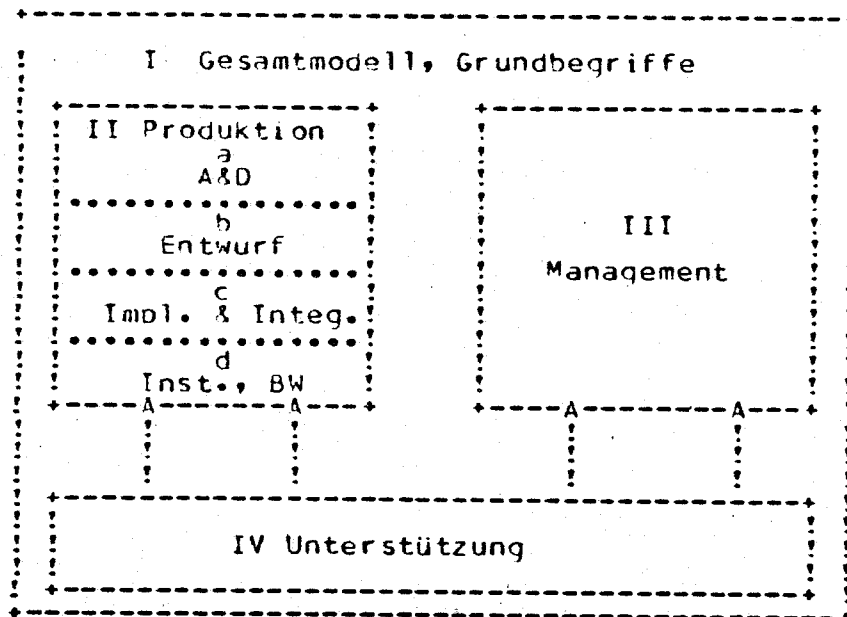 I Gesamtmodell, Grundbegriffe
II Produktion
a
A&D
b
Entwurf
c
Impl. & Integ.
d
Inst., BW
III
Management
A A A A
IV Unterstützung